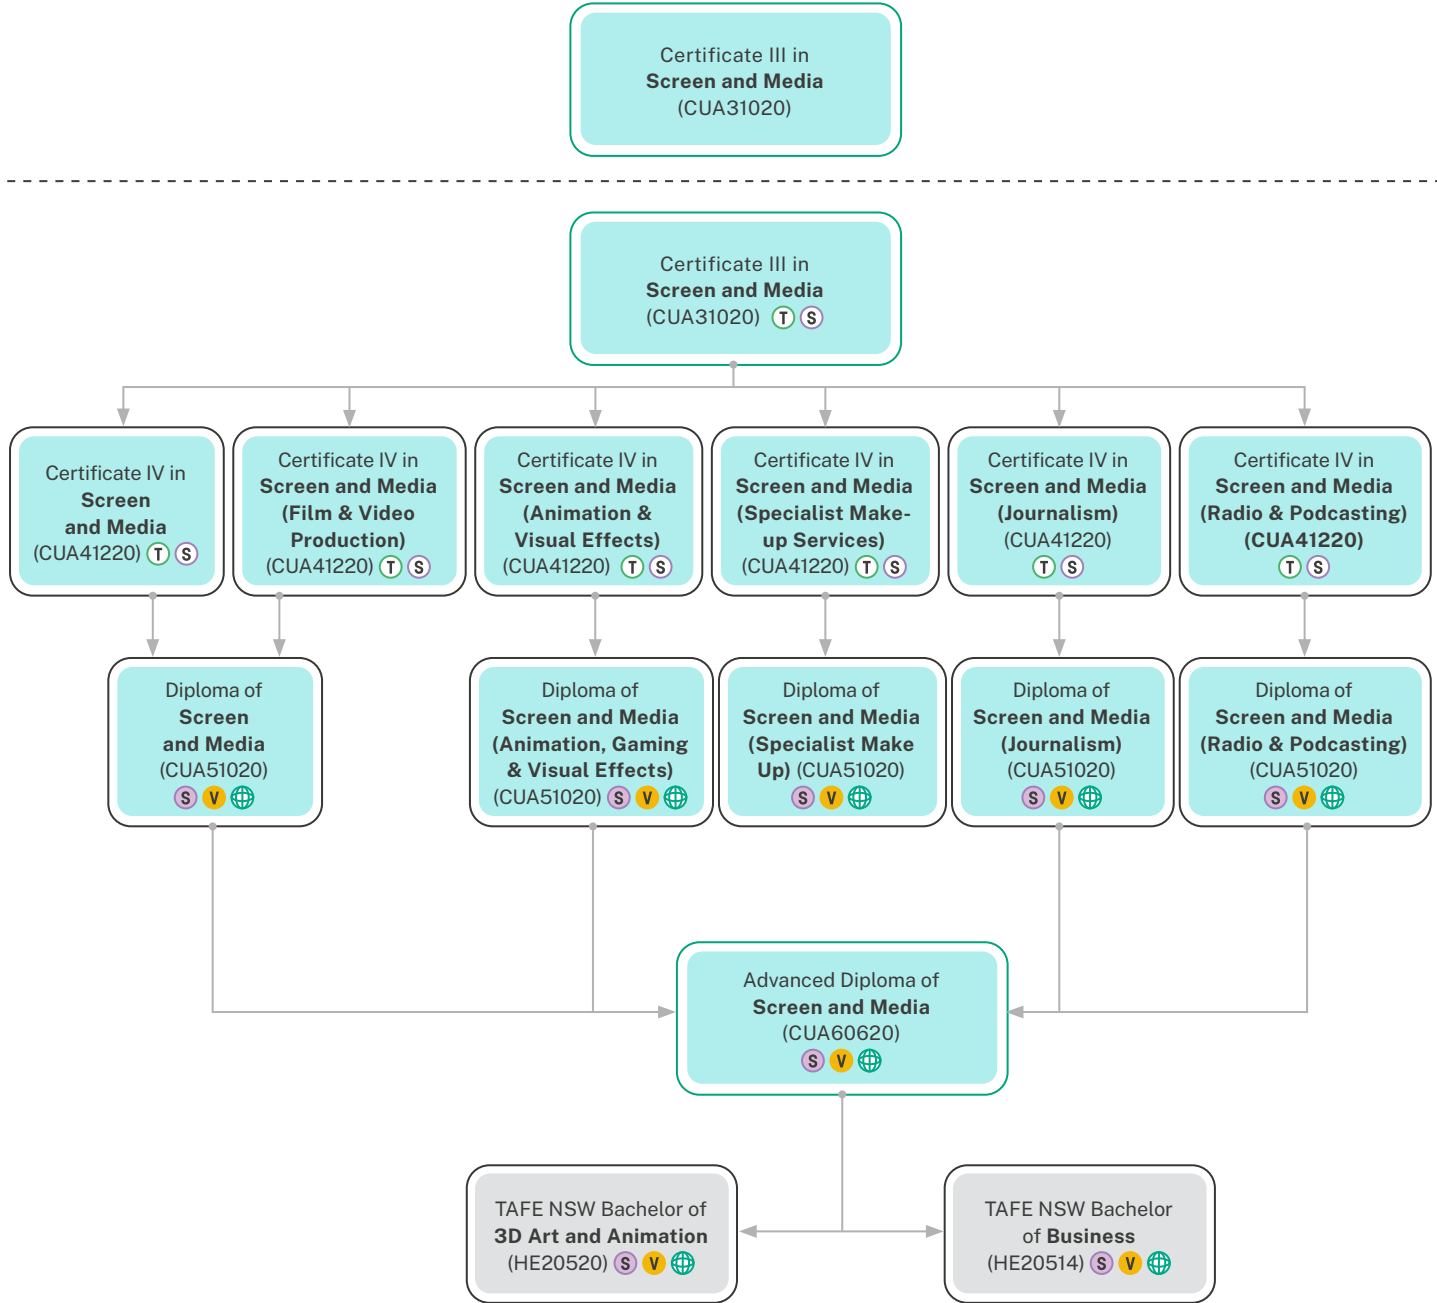 Certificate III in
Screen and Media
(CUA31020)
Certificate III in
Screen and Media
(CUA31020) T S
Certificate IV in
Screen
and Media
(CUA41220) T S
Certificate IV in
Screen and Media
(Film & Video
Production)
(CUA41220) T S
Certificate IV in
Screen and Media
(Animation &
Visual Effects)
(CUA41220) T S
Certificate IV in
Screen and Media
(Specialist Make-
up Services)
(CUA41220) T S
Certificate IV in
Screen and Media
(Journalism)
(CUA41220)
T S
Certificate IV in
Screen and Media
(Radio & Podcasting)
(CUA41220)
T S
Diploma of
Screen
and Media
(CUA51020)
S V
Diploma of
Screen and Media
(Animation, Gaming
& Visual Effects)
(CUA51020) S V
Diploma of
Screen and Media
(Specialist Make
Up) (CUA51020)
S V
Diploma of
Screen and Media
(Journalism)
(CUA51020)
S V
Diploma of
Screen and Media
(Radio & Podcasting)
(CUA51020)
S V
Advanced Diploma of
Screen and Media
(CUA60620)
S V
TAFE NSW Bachelor of
3D Art and Animation
(HE20520) S V
TAFE NSW Bachelor
of Business
(HE20514) S V